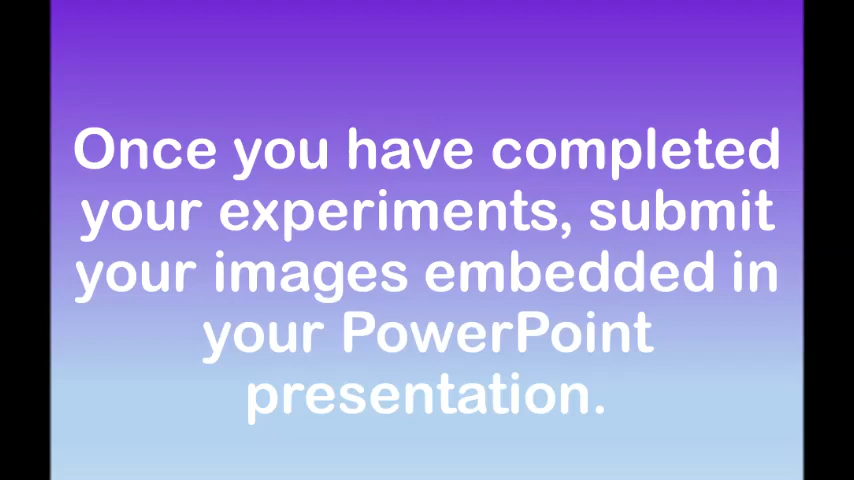 Once you have completed
your experiments, submit
your images embedded in
your PowerPoint
presentation.